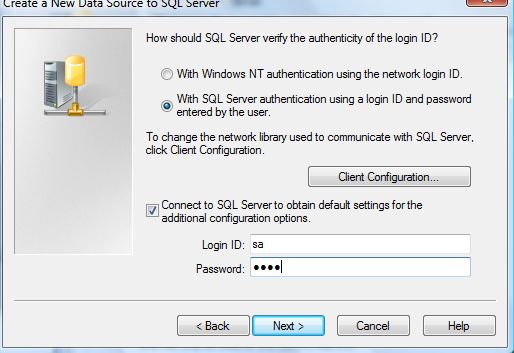 Create a New Data Source to SQL Server
How should SQL Server verify the authenticity of the login ID?
With Windows NT authentication using the network login ID.
With SQL Server authentication using a login ID and password
entered by the user.
To change the network library used to communicate with SQL Server,
click Client Configuration.
Client Configuration...
Connect to SQL Server to obtain default settings for the
additional configuration options.
Login ID: sa
Password: ●●●●
< Back Next > Cancel Help